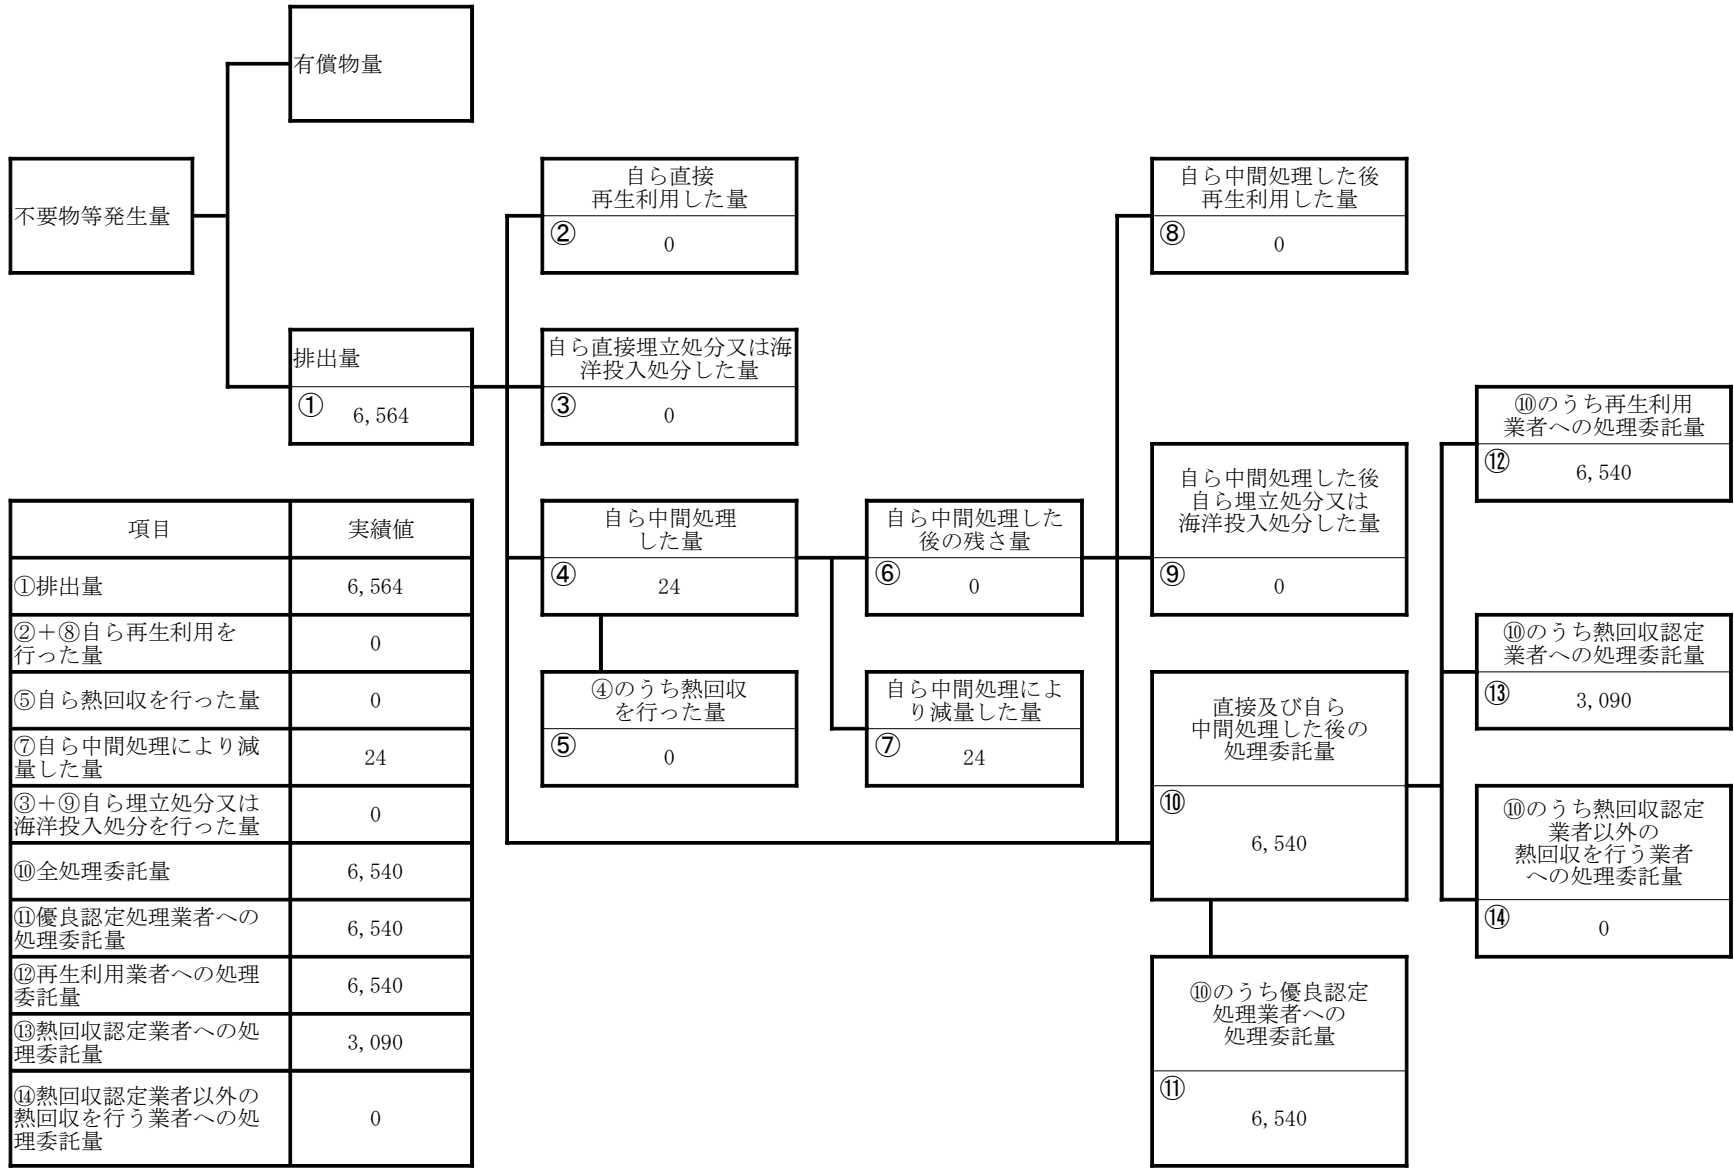 有償物量
不要物等発生量
自ら直接
再生利用した量
②
0
自ら中間処理した後
再生利用した量
⑧
0
排出量
①
6,564
自ら直接埋立処分又は海
洋投入処分した量
③
0
⑩のうち再生利用
業者への処理委託量
⑫
6,540
自ら中間処理
した量
④
24
自ら中間処理した
後の残さ量
⑥
0
自ら中間処理した後
自ら埋立処分又は
海洋投入処分した量
⑨
0
⑩のうち熱回収認定
業者への処理委託量
⑬
3,090
④のうち熱回収
を行った量
⑤
0
自ら中間処理によ
り減量した量
⑦
24
直接及び自ら
中間処理した後の
処理委託量
⑩
6,540
⑩のうち熱回収認定
業者以外の
熱回収を行う業者
への処理委託量
⑭
0
⑩のうち優良認定
処理業者への
処理委託量
⑪
6,540
項目 実績値
①排出量 6,564
②＋⑧自ら再生利用を
行った量 0
⑤自ら熱回収を行った量 0
⑦自ら中間処理により減
量した量 24
③＋⑨自ら埋立処分又は
海洋投入処分を行った量 0
⑩全処理委託量 6,540
⑪優良認定処理業者への
処理委託量 6,540
⑫再生利用業者への処理
委託量 6,540
⑬熱回収認定業者への処
理委託量 3,090
⑭熱回収認定業者以外の
熱回収を行う業者への処 0
理委託量